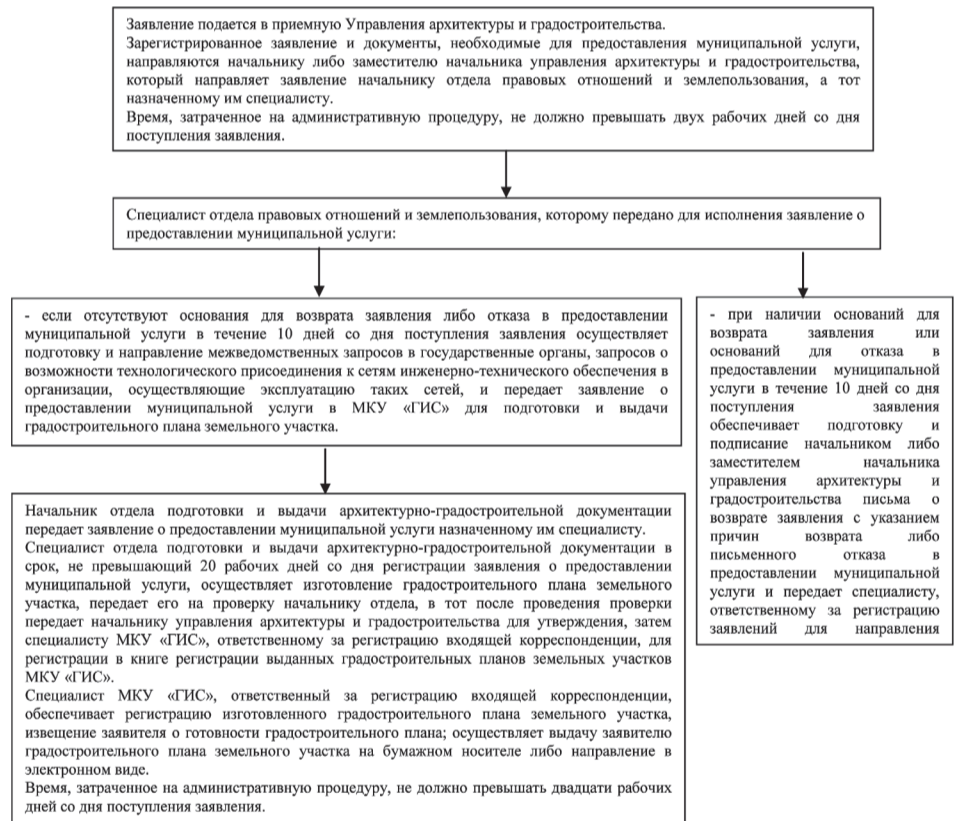 Заявление подается в приемную Управления архитектуры и градостроительства.
Зарегистрированное заявление и документы, необходимые для предоставления муниципальной услуги,
направляются начальнику либо заместителю начальника управления архитектуры и градостроительства,
который направляет заявление начальнику отдела правовых отношений и землепользования, а тот
назначенному им специалисту.
Время, затраченное на административную процедуру, не должно превышать двух рабочих дней со дня
поступления заявления.
Специалист отдела правовых отношений и землепользования, которому передано для исполнения заявление о
предоставлении муниципальной услуги:
- если отсутствуют основания для возврата заявления либо отказа в предоставлении
муниципальной услуги в течение 10 дней со дня поступления заявления осуществляет
подготовку и направление межведомственных запросов в государственные органы, запросов о
возможности технологического присоединения к сетям инженерно-технического обеспечения в
организации, осуществляющие эксплуатацию таких сетей, и передает заявление о
предоставлении муниципальной услуги в МКУ «ГИС» для подготовки и выдачи
градостроительного плана земельного участка.
- при наличии оснований для
возврата заявления или
оснований для отказа в
предоставлении муниципальной
услуги в течение 10 дней со дня
поступления заявления
обеспечивает подготовку и
подписание начальником либо
заместителем начальника
управления архитектуры и
градостроительства письма о
возврате заявления с указанием
причин возврата либо
письменного отказа в
предоставлении муниципальной
услуги и передает специалисту,
ответственному за регистрацию
заявлений для направления
Начальник отдела подготовки и выдачи архитектурно-градостроительной документации
передает заявление о предоставлении муниципальной услуги назначенному им специалисту.
Специалист отдела подготовки и выдачи архитектурно-градостроительной документации в
срок, не превышающий 20 рабочих дней со дня регистрации заявления о предоставлении
муниципальной услуги, осуществляет изготовление градостроительного плана земельного
участка, передает его на проверку начальнику отдела, в тот после проведения проверки
передает начальнику управления архитектуры и градостроительства для утверждения, затем
специалисту МКУ «ГИС», ответственному за регистрацию входящей корреспонденции, для
регистрации в книге регистрации выданных градостроительных планов земельных участков
МКУ «ГИС».
Специалист МКУ «ГИС», ответственный за регистрацию входящей корреспонденции,
обеспечивает регистрацию изготовленного градостроительного плана земельного участка,
извещение заявителя о готовности градостроительного плана; осуществляет выдачу заявителю
градостроительного плана земельного участка на бумажном носителе либо направление в
электронном виде.
Время, затраченное на административную процедуру, не должно превышать двадцати рабочих
дней со дня поступления заявления.